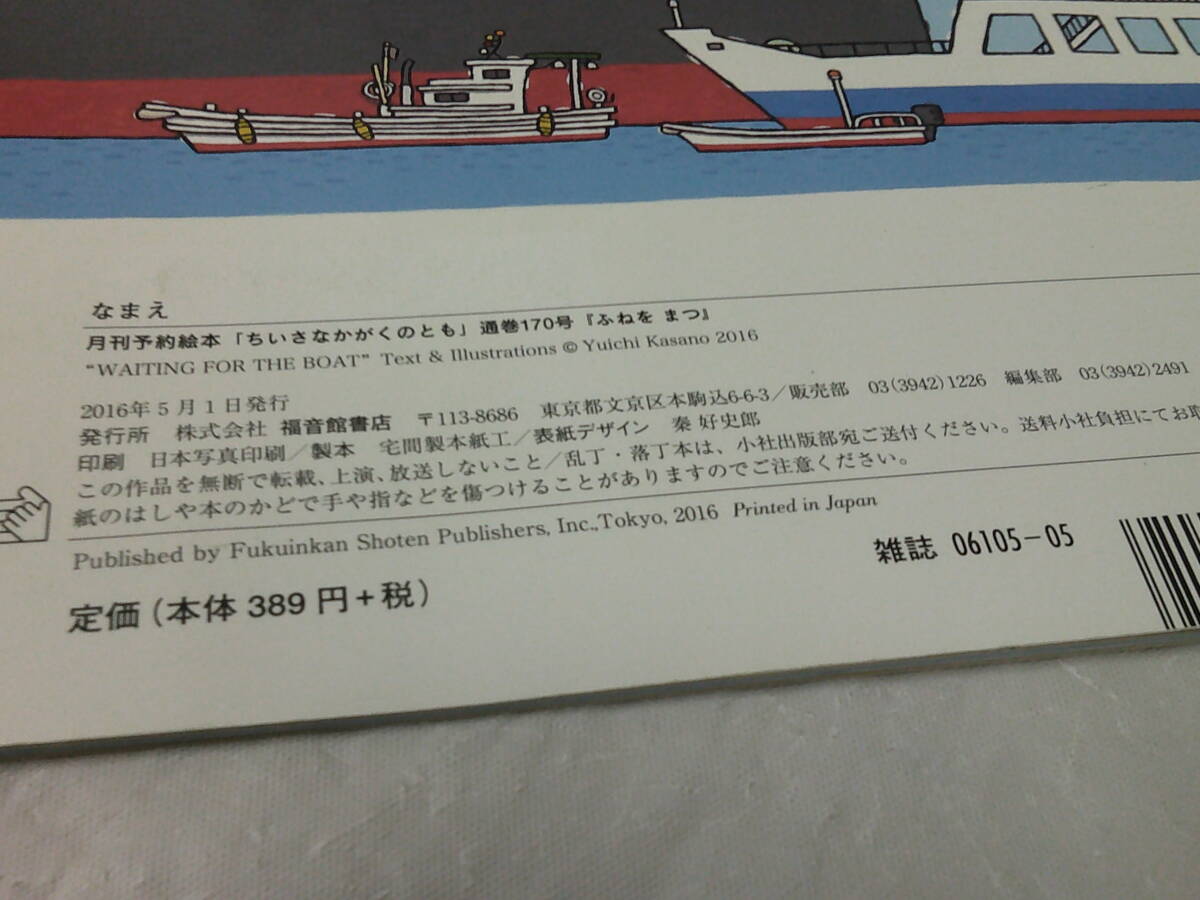 なまえ
月刊予約絵本「ちいさなかがくのとも」通巻170号『ふねを まつ』
“WAITING FOR THE BOAT” Text & Illustrations © Yuichi Kasano 2016
2016年5月1日発行
発行所 株式会社 福音館書店 〒113-8686 東京都文京区本駒込6-6-3／販売部 03(3942)1226 編集部 03(3942)2491
印刷 日本写真印刷／製本 宅間製本紙工／表紙デザイン 秦 好史郎
この作品を無断で転載、上演、放送しないこと／乱丁・落丁本は、小社出版部宛ご送付ください。送料小社負担にてお取
紙のはしや本のかどで手や指などを傷つけることがありますのでご注意ください。
Published by Fukuinkan Shoten Publishers, Inc.,Tokyo, 2016 Printed in Japan
雑誌 06105-05
定価(本体 389 円+税)